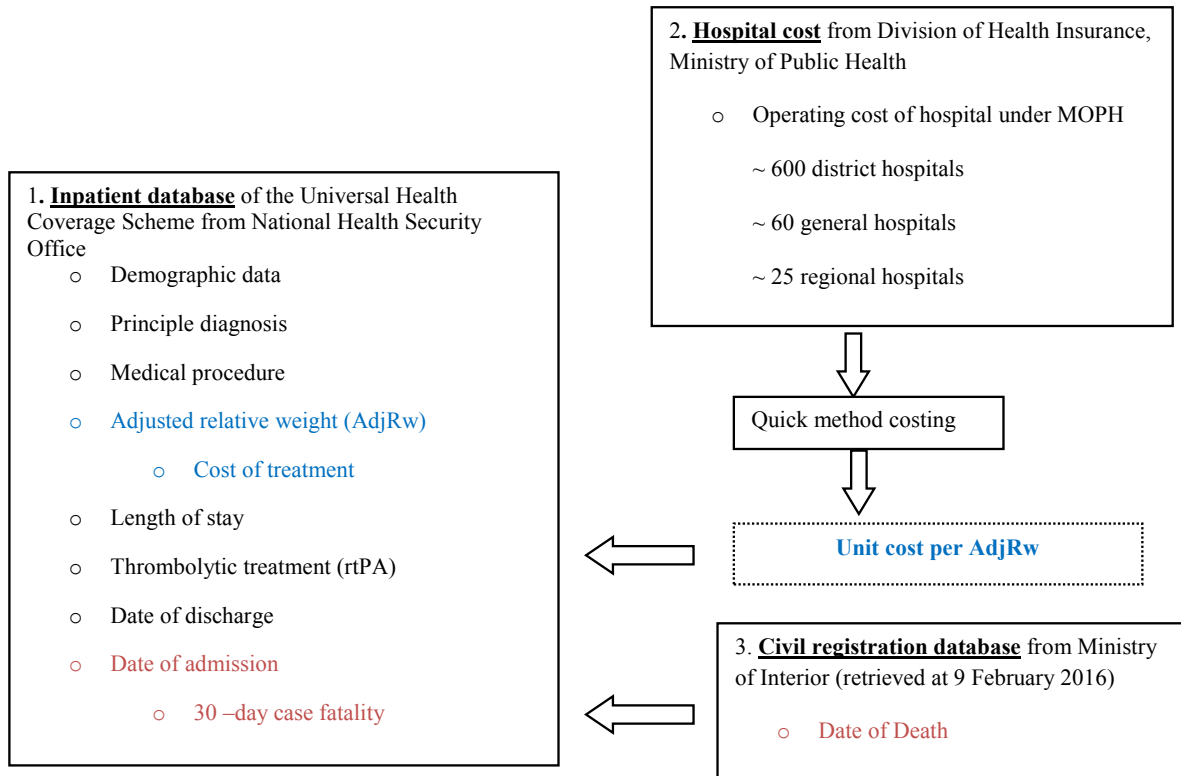 2. Hospital cost from Division of Health Insurance,
Ministry of Public Health
o Operating cost of hospital under MOPH
~ 600 district hospitals
~ 60 general hospitals
~ 25 regional hospitals
1. Inpatient database of the Universal Health
Coverage Scheme from National Health Security
Office
o Demographic data
o Principle diagnosis
o Medical procedure
o Adjusted relative weight (AdjRw)
o Cost of treatment
o Length of stay
o Thrombolytic treatment (rtPA)
o Date of discharge
o Date of admission
o 30 –day case fatality
Quick method costing
Unit cost per AdjRw
3. Civil registration database from Ministry
of Interior (retrieved at 9 February 2016)
o Date of Death